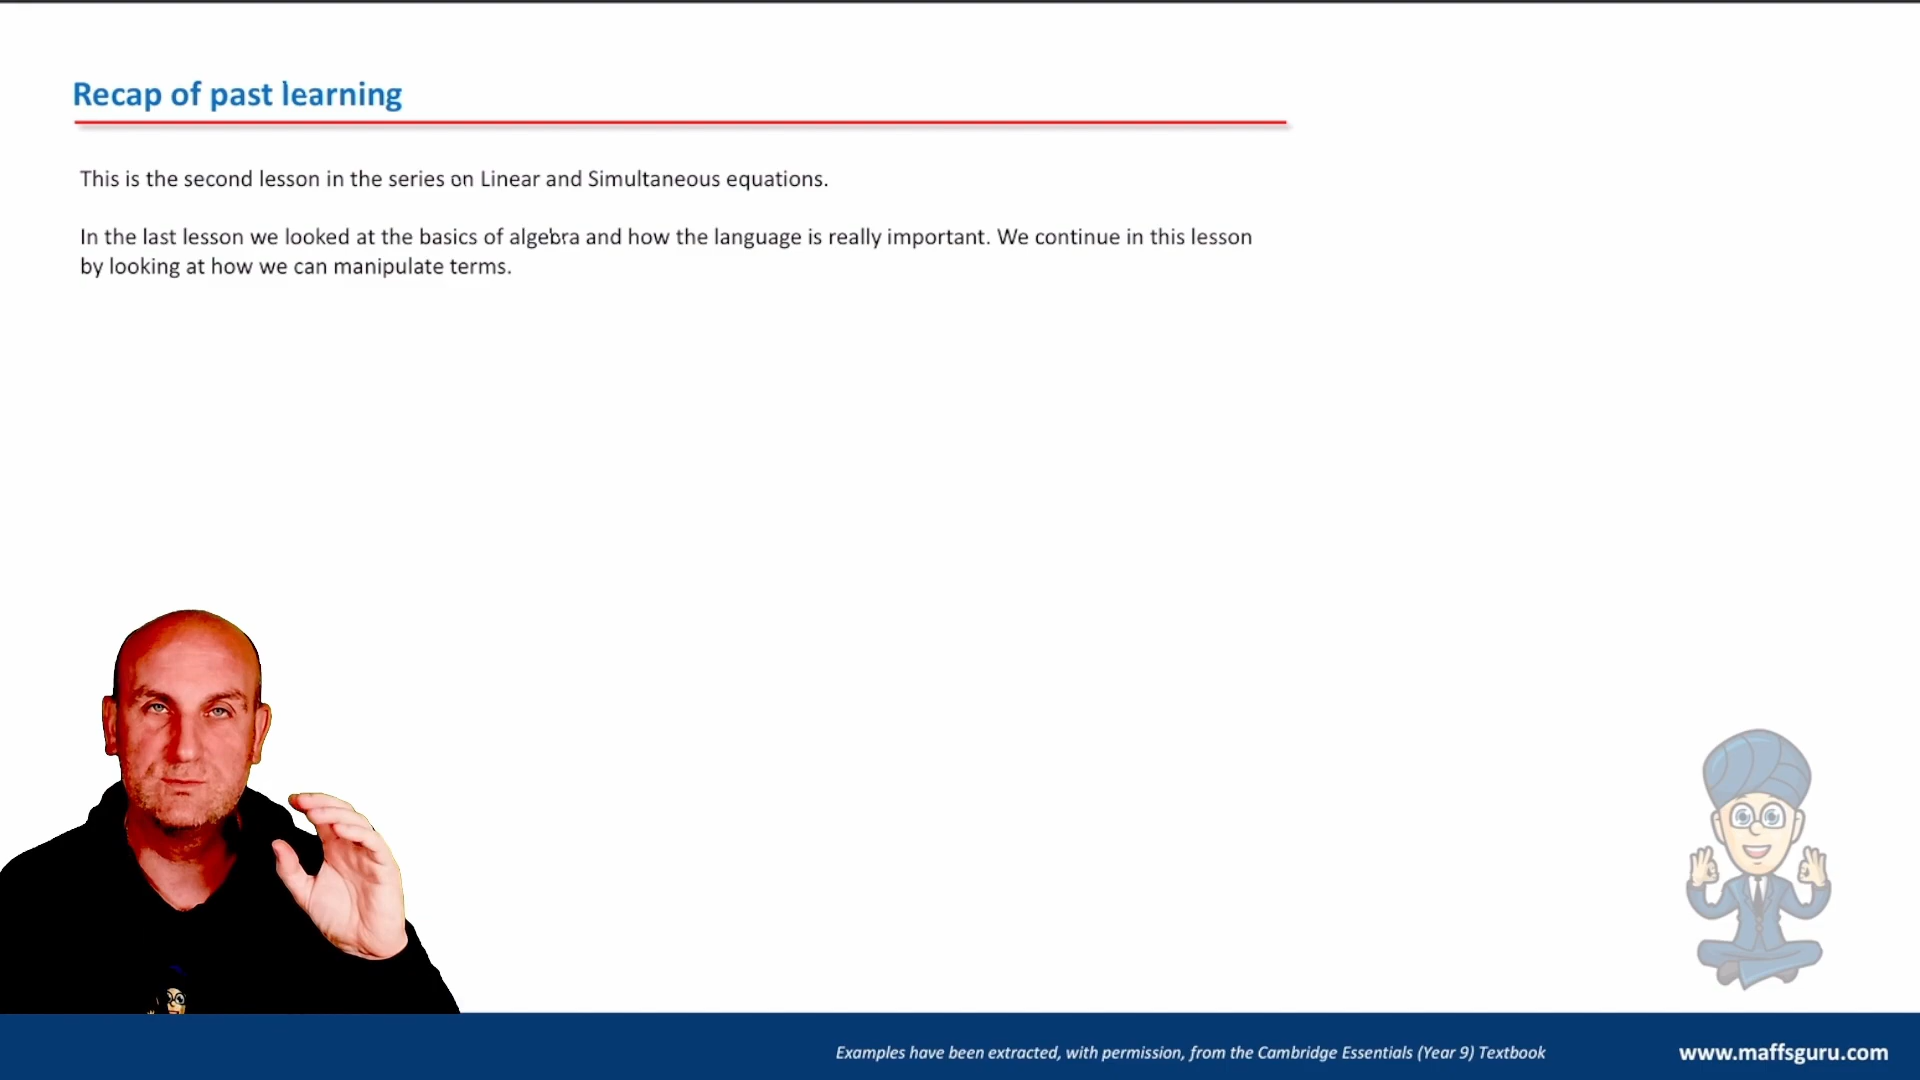 Recap of past learning
This is the second lesson in the series on Linear and Simultaneous equations.
In the last lesson we looked at the basics of algebra and how the language is really important. We continue in this lesson
by looking at how we can manipulate terms.
Examples have been extracted, with permission, from the Cambridge Essentials (Year 9) Textbook
www.maffsguru.com